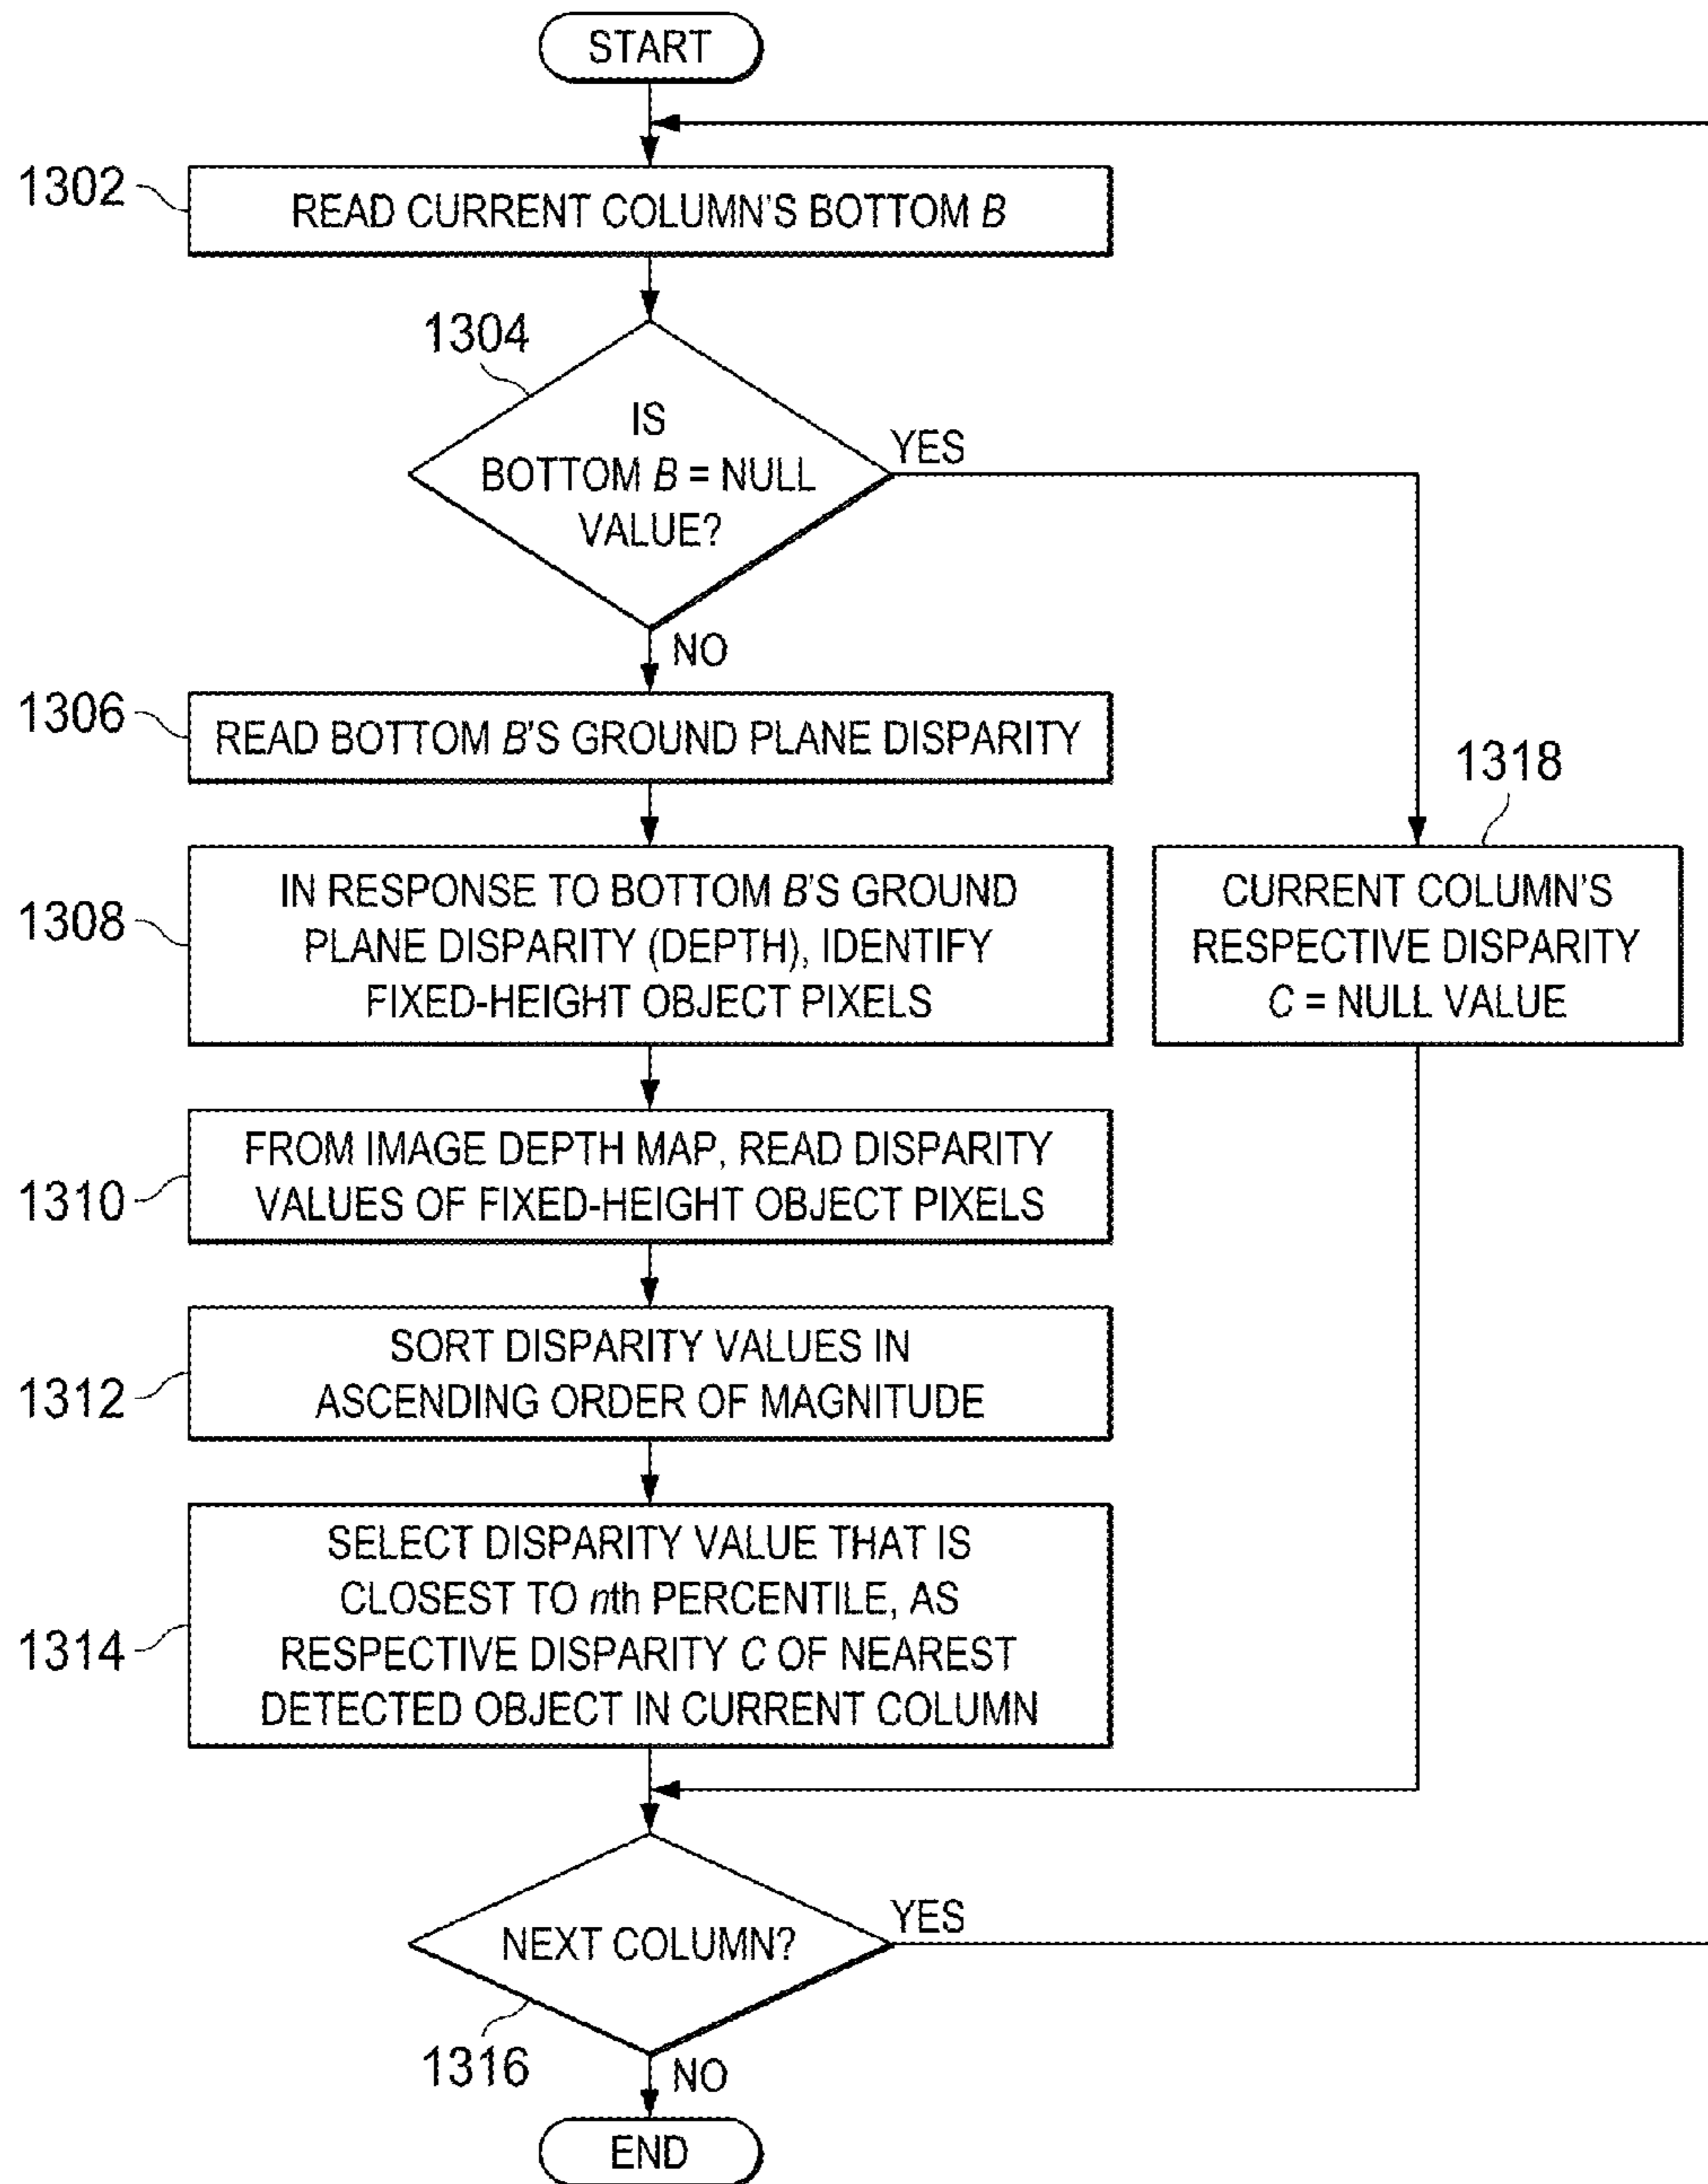 START
1302
READ CURRENT COLUMN'S BOTTOM B
1304
IS
BOTTOM B = NULL
VALUE?
YES
NO
1306
READ BOTTOM B'S GROUND PLANE DISPARITY
1308
IN RESPONSE TO BOTTOM B'S GROUND
PLANE DISPARITY (DEPTH), IDENTIFY
FIXED-HEIGHT OBJECT PIXELS
1318
CURRENT COLUMN'S
RESPECTIVE DISPARITY
C = NULL VALUE
1310
FROM IMAGE DEPTH MAP, READ DISPARITY
VALUES OF FIXED-HEIGHT OBJECT PIXELS
1312
SORT DISPARITY VALUES IN
ASCENDING ORDER OF MAGNITUDE
1314
SELECT DISPARITY VALUE THAT IS
CLOSEST TO nth PERCENTILE, AS
RESPECTIVE DISPARITY C OF NEAREST
DETECTED OBJECT IN CURRENT COLUMN
NEXT COLUMN?
YES
1316
NO
END